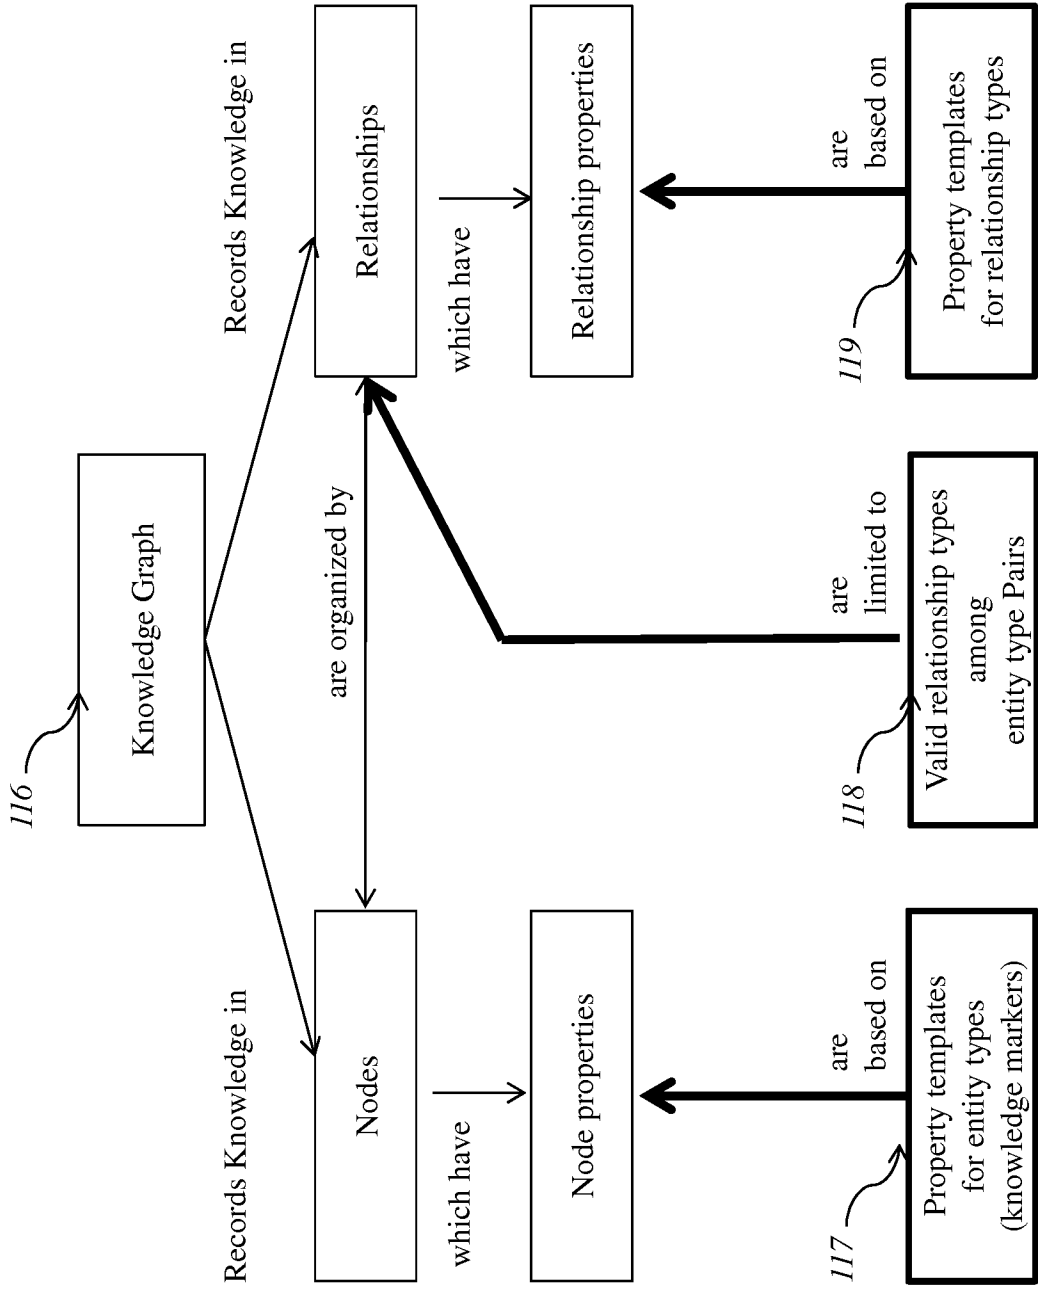 116
Knowledge Graph
Records Knowledge in
Records Knowledge in
Nodes
are organized by
Relationships
which have
which have
Node properties
Relationship properties
are
based on
are
limited to
are
based on
117
118
119
Property templates
for entity types
(knowledge markers)
Valid relationship types
among
entity type Pairs
Property templates
for relationship types